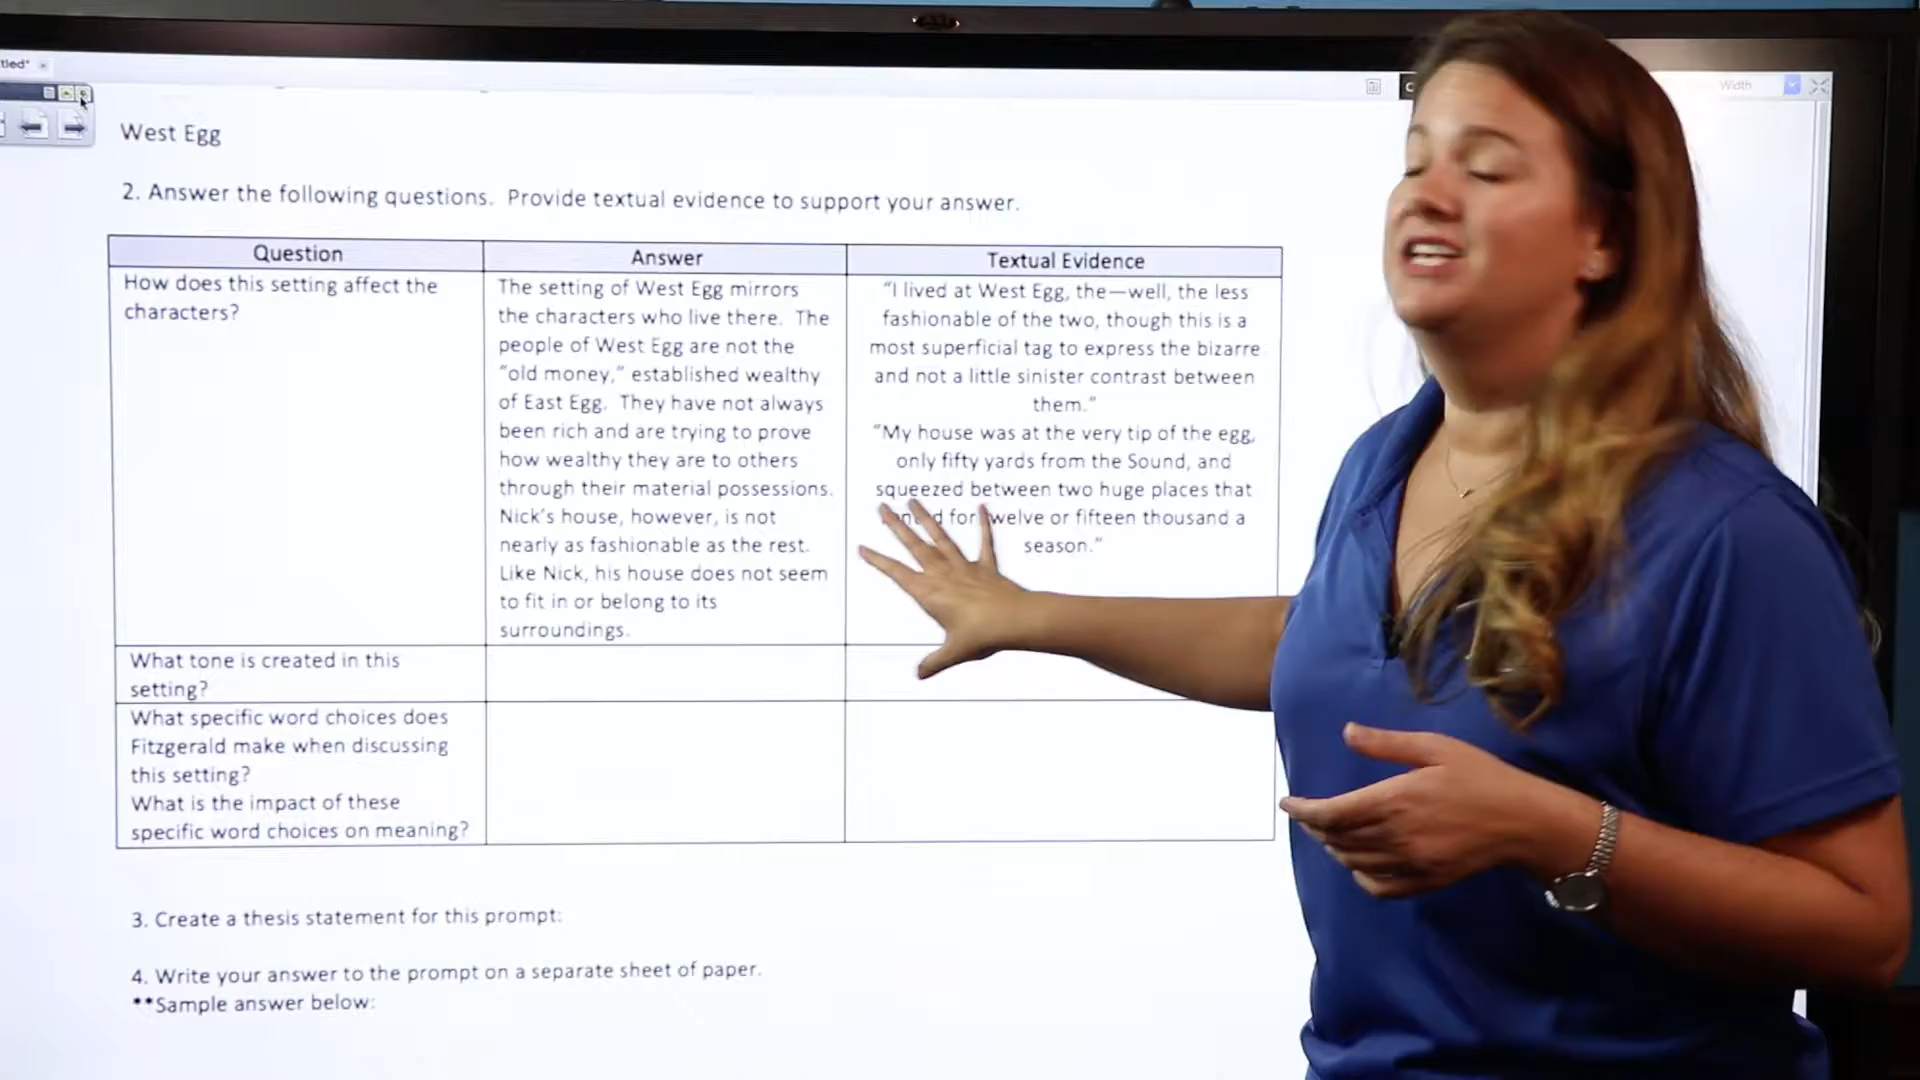 tled*
Width
West Egg
2. Answer the following questions. Provide textual evidence to support your answer.
Question
Answer
Textual Evidence
How does this setting affect the
characters?
The setting of West Egg mirrors
the characters who live there. The
people of West Egg are not the
"old money," established wealthy
of East Egg. They have not always
been rich and are trying to prove
how wealthy they are to others
through their material possessions.
Nick's house, however, is not
nearly as fashionable as the rest.
Like Nick, his house does not seem
to fit in or belong to its
surroundings.
"I lived at West Egg, the—well, the less
fashionable of the two, though this is a
most superficial tag to express the bizarre
and not a little sinister contrast between
them."
"My house was at the very tip of the egg,
only fifty yards from the Sound, and
squeezed between two huge places that
for twelve or fifteen thousand a
season."
What tone is created in this
setting?
What specific word choices does
Fitzgerald make when discussing
this setting?
What is the impact of these
specific word choices on meaning?
3. Create a thesis statement for this prompt:
4. Write your answer to the prompt on a separate sheet of paper.
**Sample answer below: